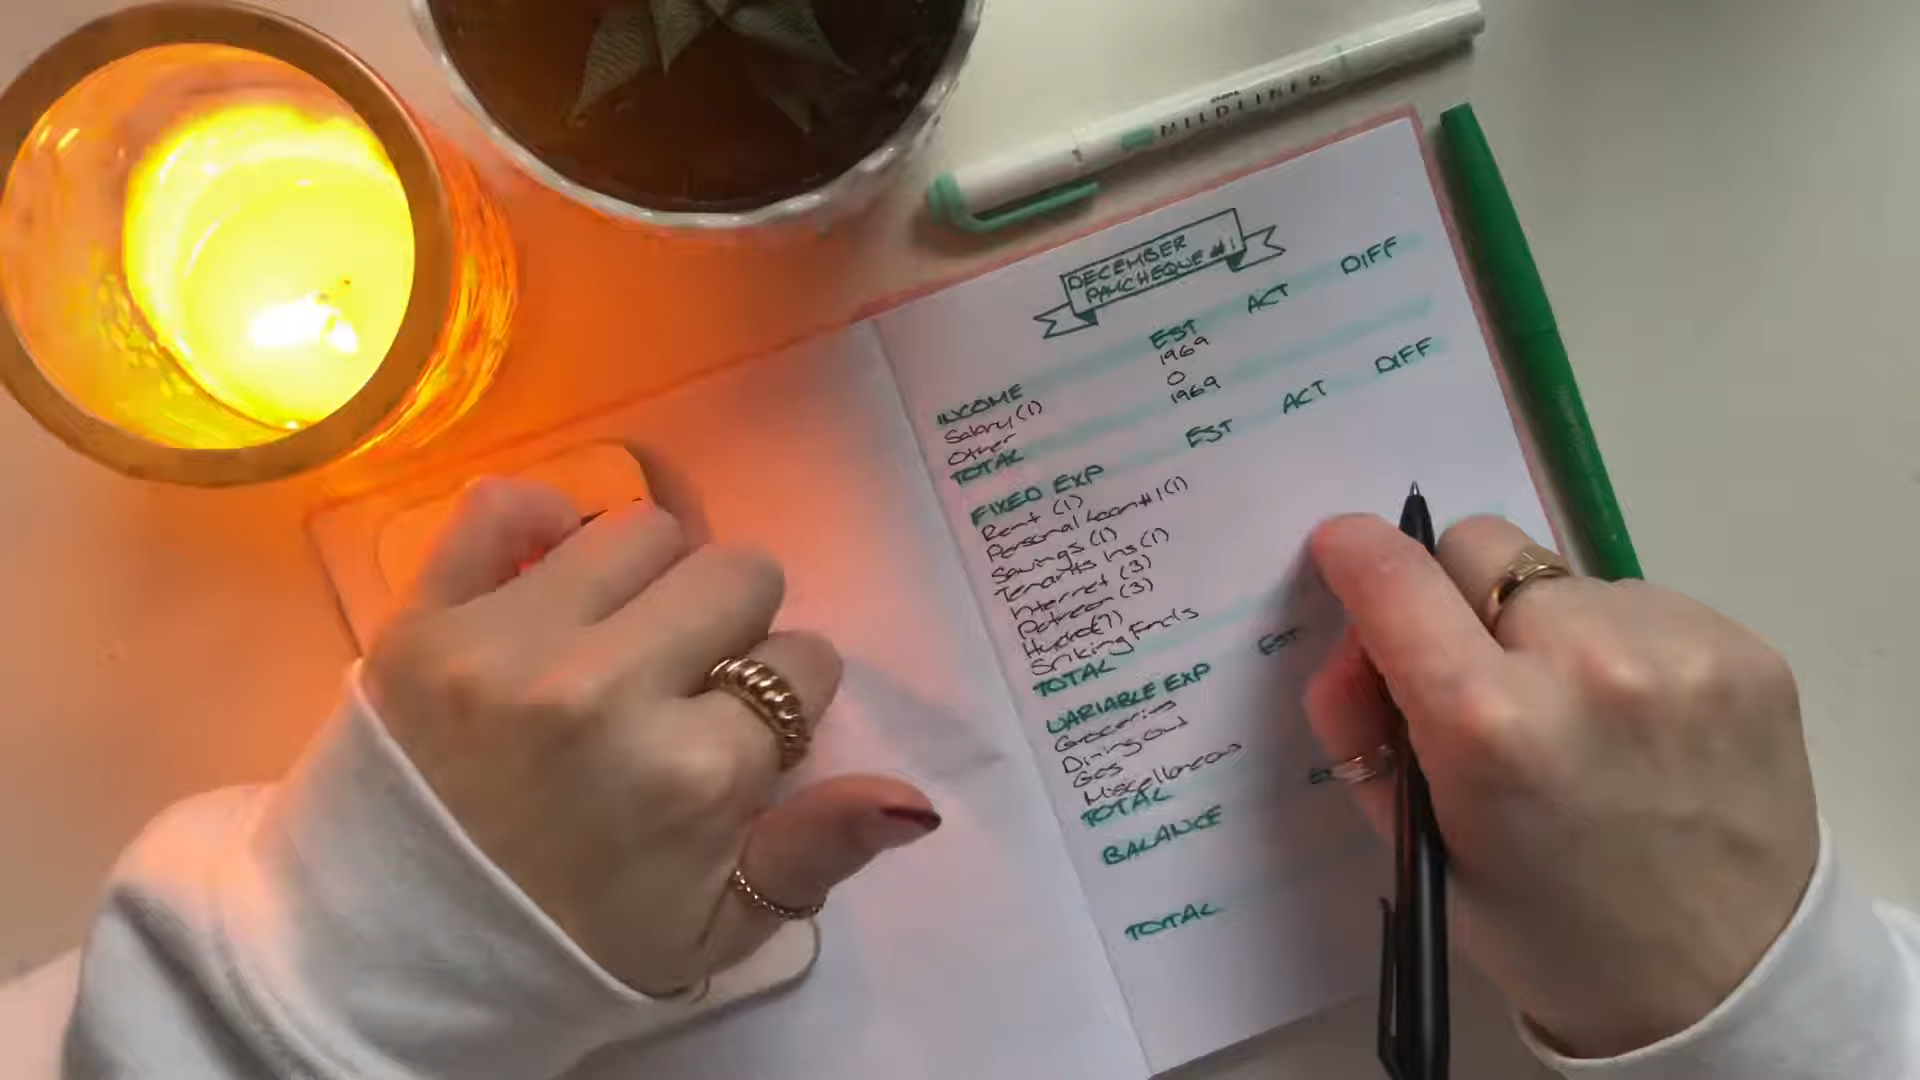 MILDLINER
DECEMBER
PAYCHEQUE #1
INCOME EST ACT DIFF
Salary (1) 1969
Other 0
TOTAL 1969
FIXED EXP EST ACT DIFF
Rent (1)
Personal Loan #1 (1)
Savings (1)
Tenants Ins (1)
Internet (3)
Patreon (3)
Hydro (7)
Sinking Funds
TOTAL
VARIABLE EXP EST
Groceries
Dining Out
Gas
Miscellaneous
TOTAL
BALANCE
TOTAL